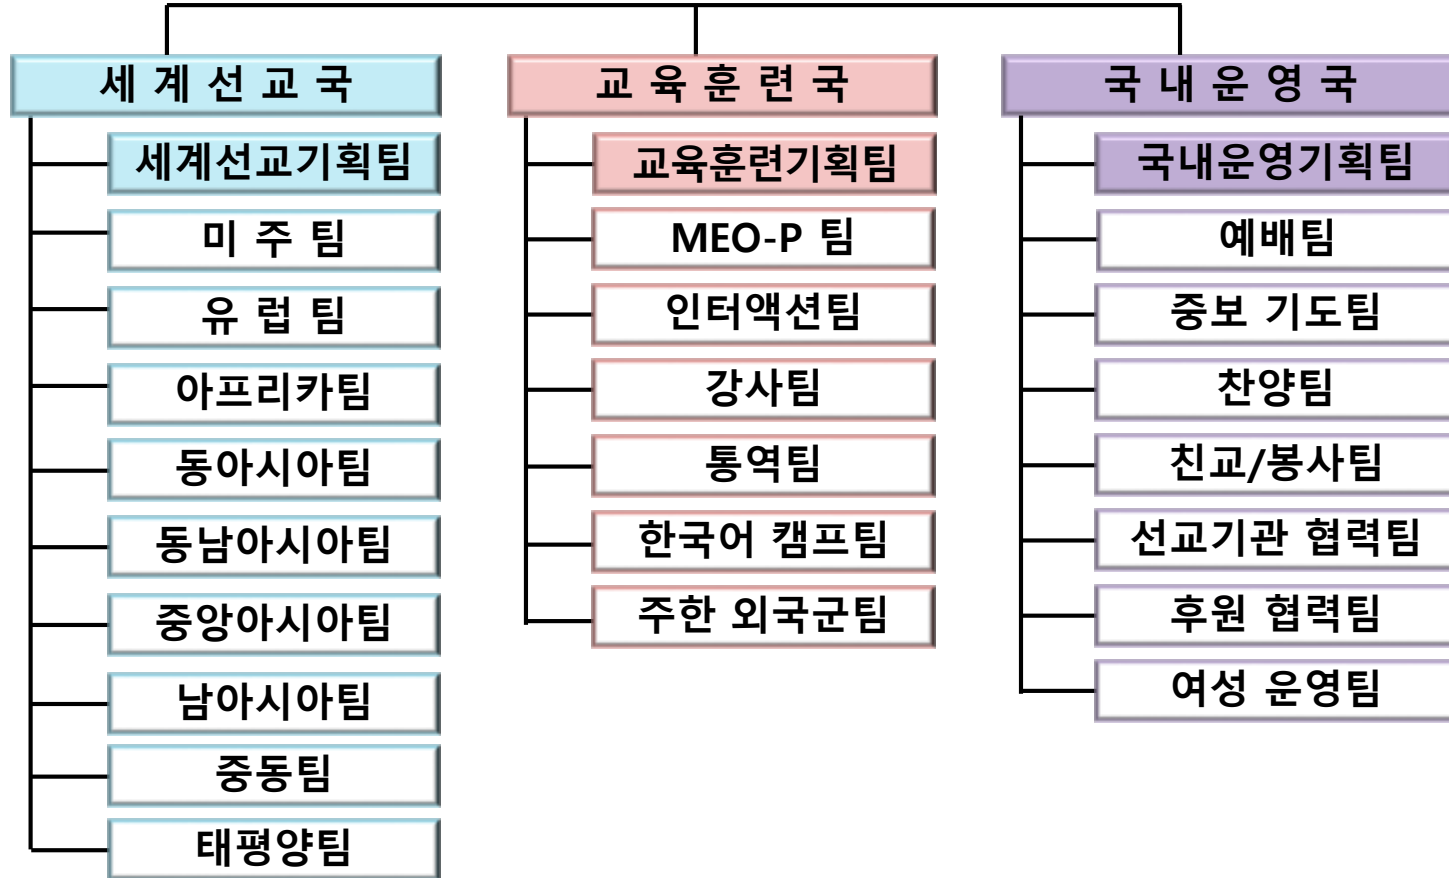 세 계 선 교 국
세계선교기획팀
미 주 팀
유 럽 팀
아프리카팀
동아시아팀
동남아시아팀
중앙아시아팀
남아시아팀
중동팀
태평양팀
교 육 훈 련 국
교육훈련기획팀
MEO-P 팀
인터액션팀
강사팀
통역팀
한국어 캠프팀
주한 외국군팀
국 내 운 영 국
국내운영기획팀
예배팀
중보 기도팀
찬양팀
친교/봉사팀
선교기관 협력팀
후원 협력팀
여성 운영팀